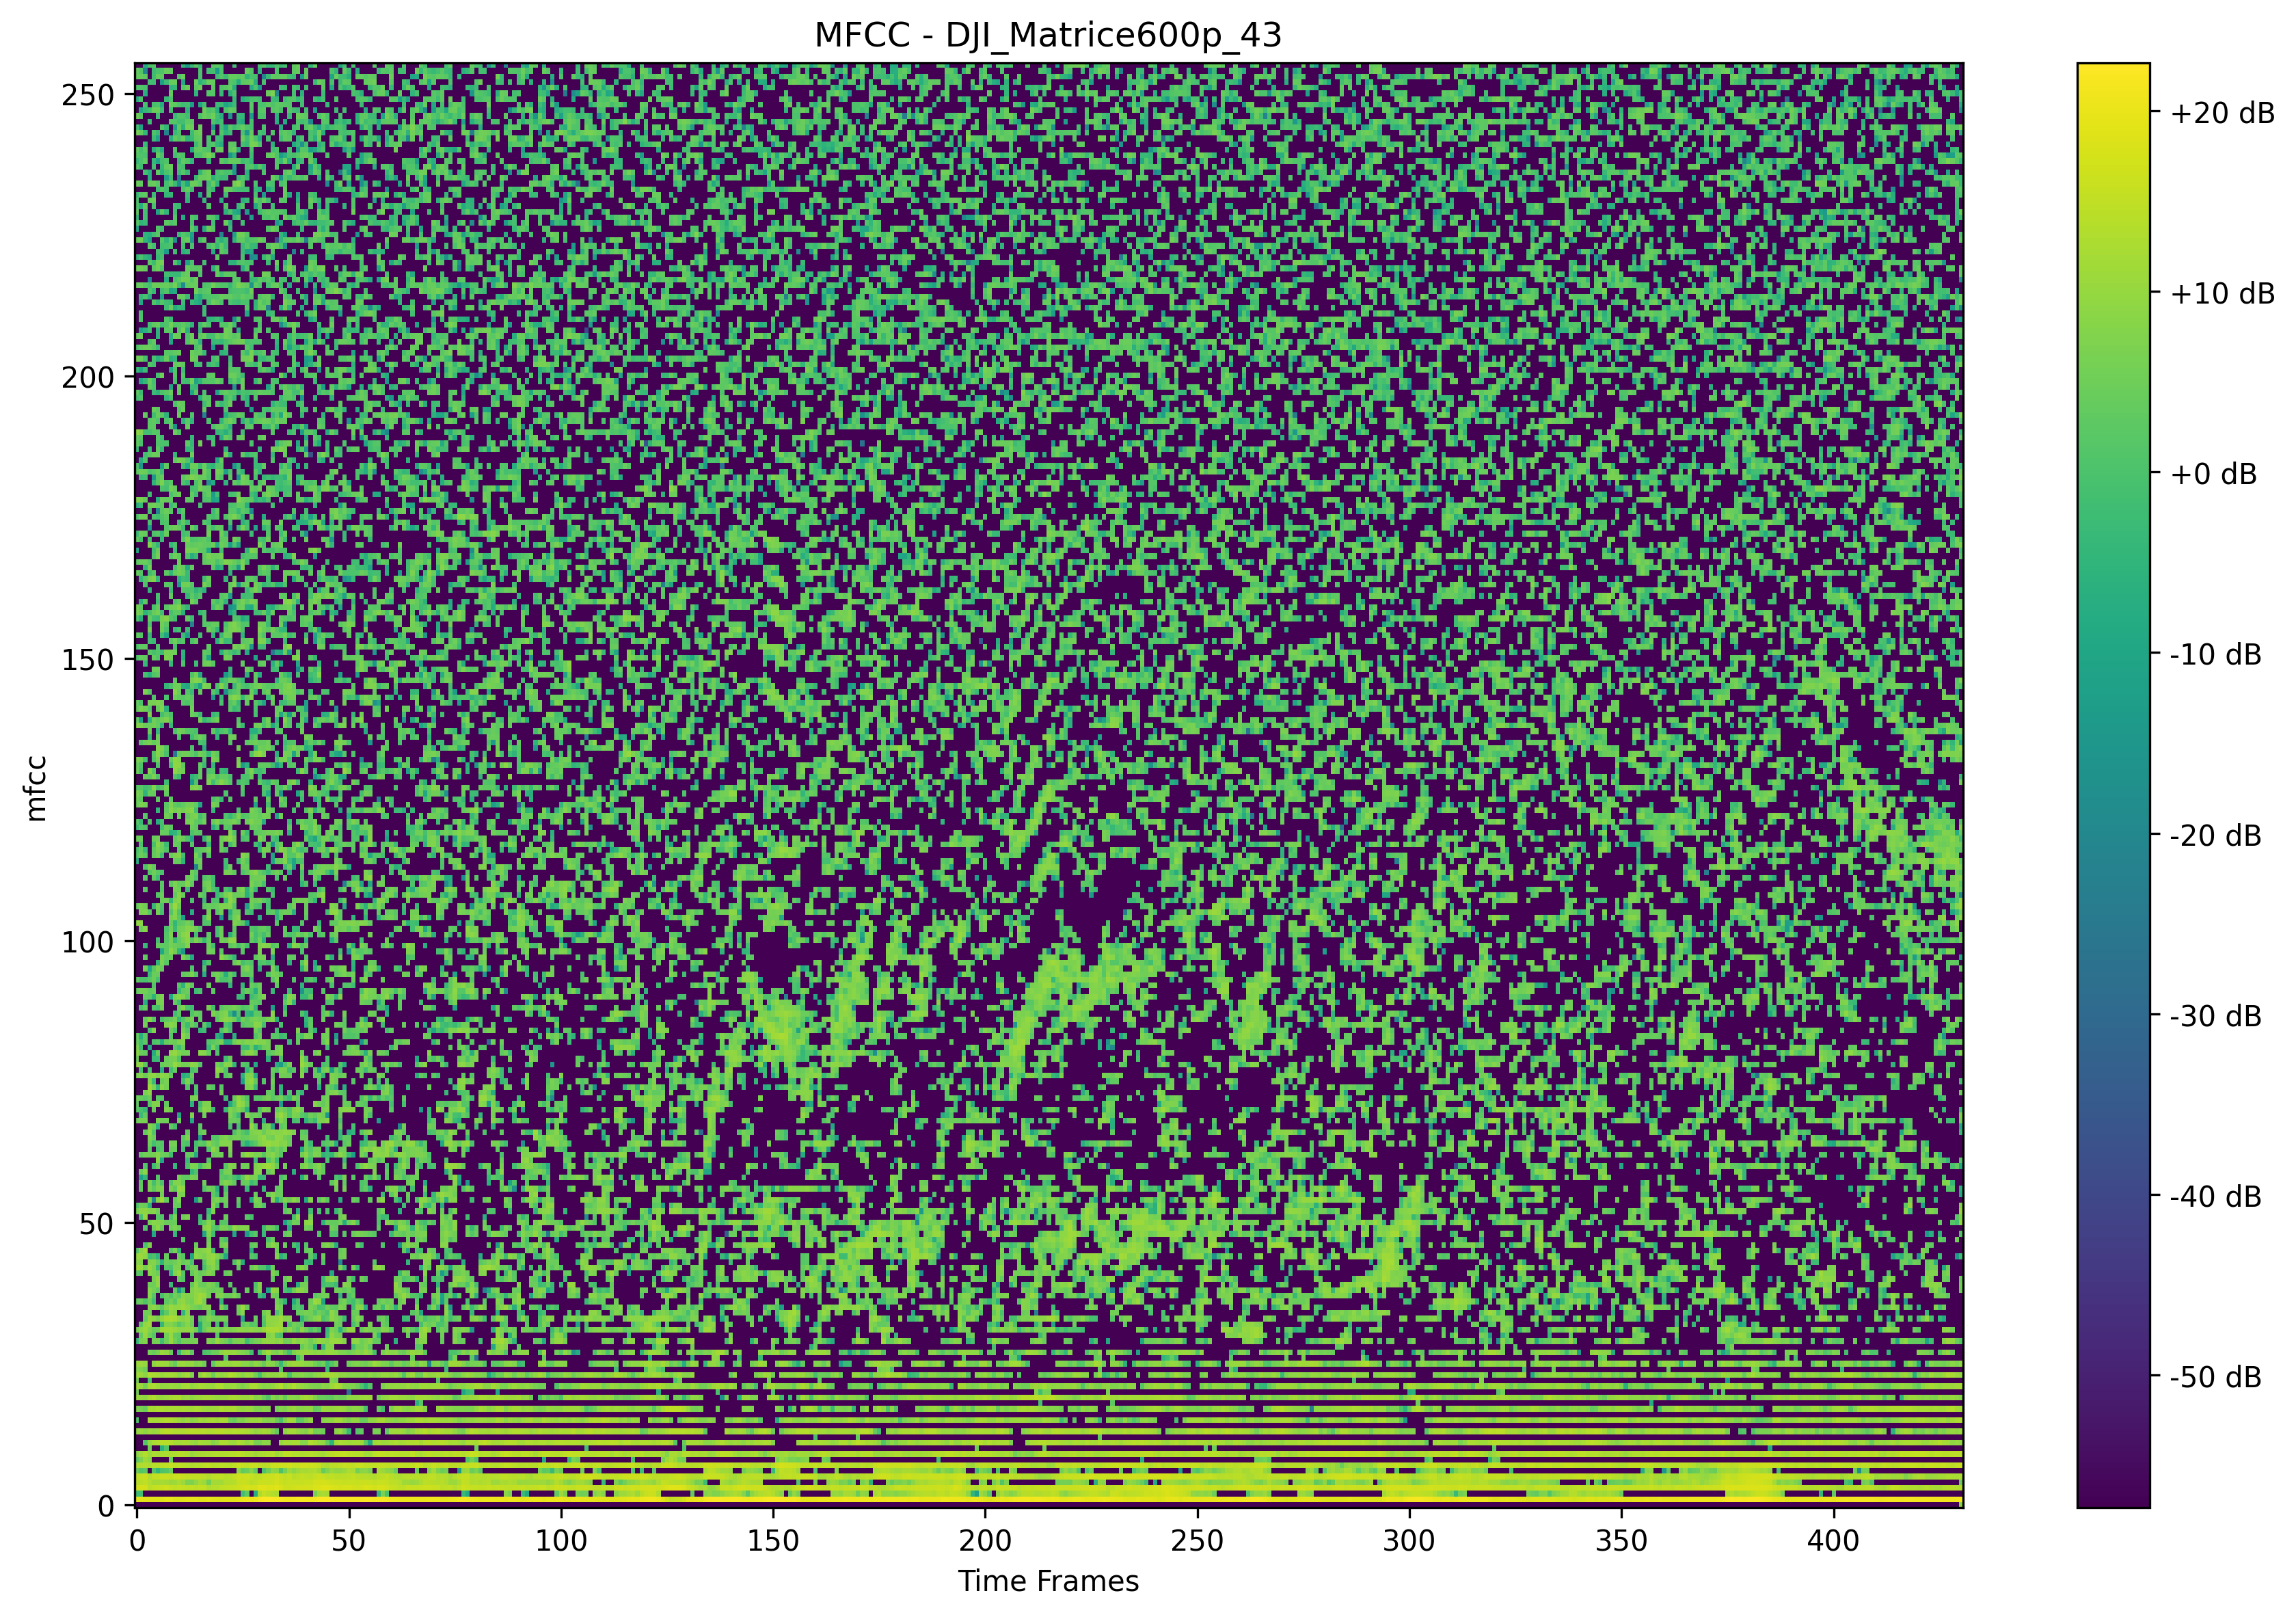 MFCC - DJI_Matrice600p_43
250
200
150
100
50
0
mfcc
0 50 100 150 200 250 300 350 400
Time Frames
+20 dB
+10 dB
+0 dB
-10 dB
-20 dB
-30 dB
-40 dB
-50 dB